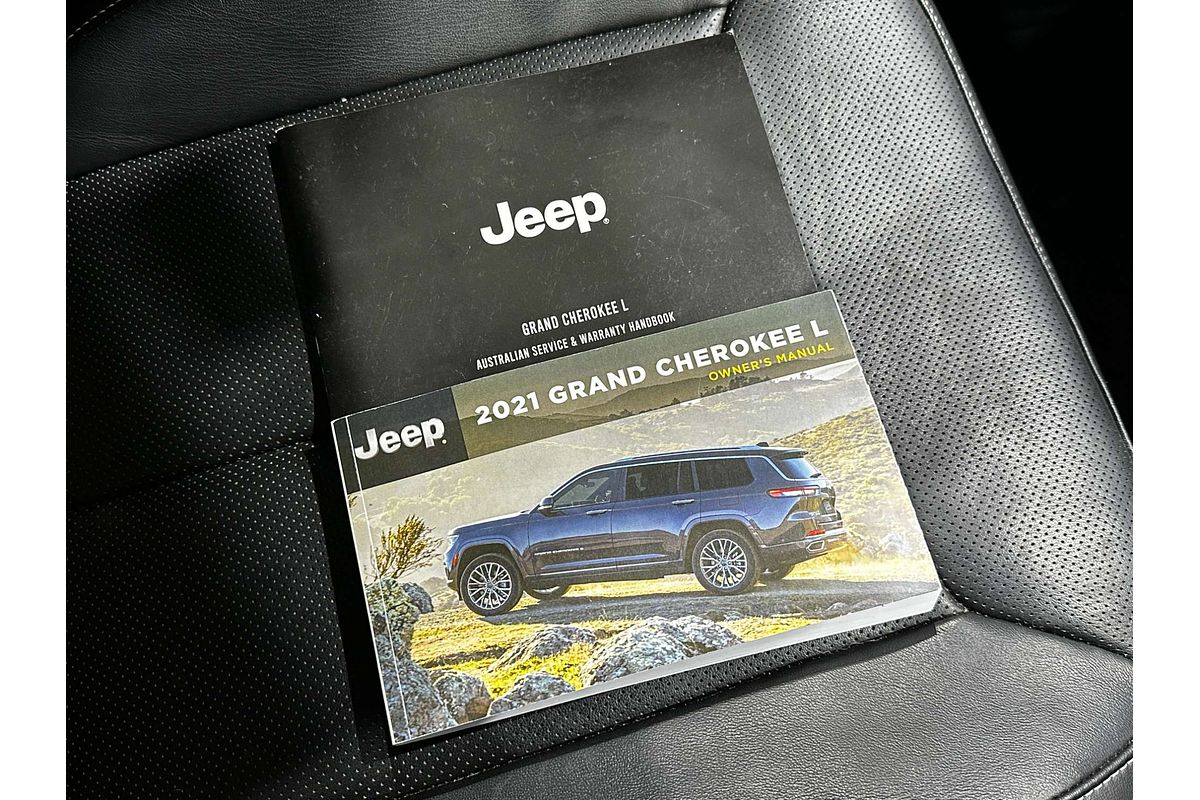 Jeep
GRAND CHEROKEE L
AUSTRALIAN SERVICE & WARRANTY HANDBOOK
Jeep
2021 GRAND CHEROKEE L
OWNER'S MANUAL